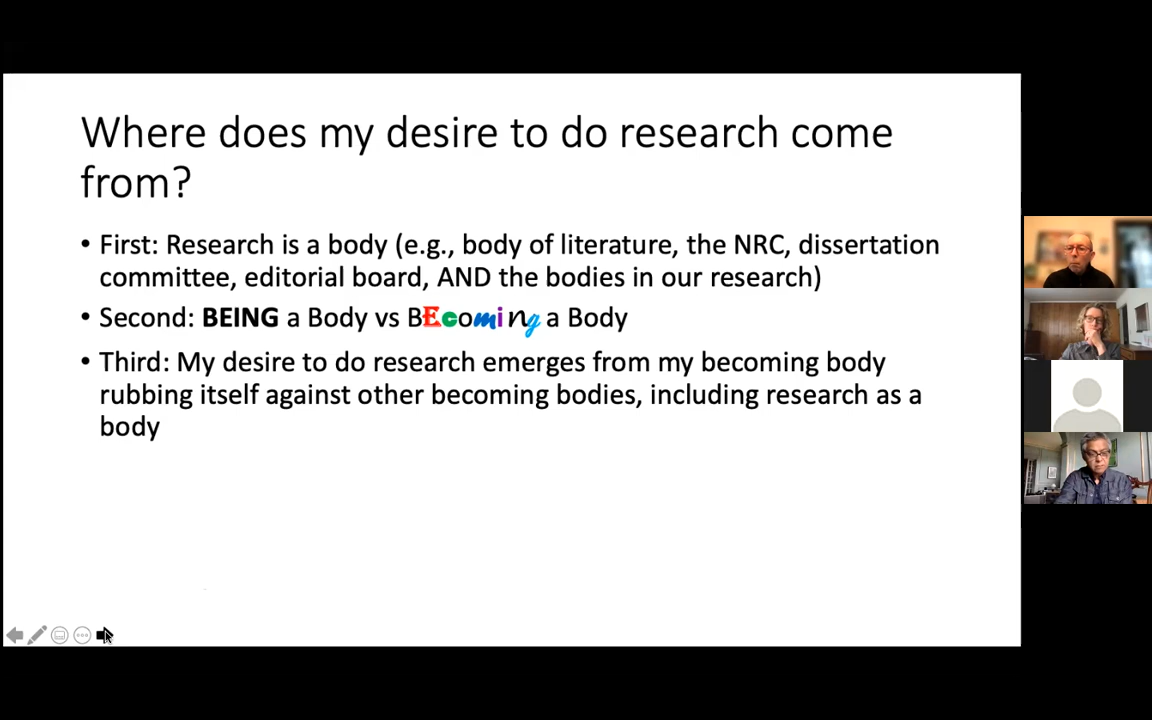 Where does my desire to do research come
from?
• First: Research is a body (e.g., body of literature, the NRC, dissertation
committee, editorial board, AND the bodies in our research)
• Second: BEING a Body vs BEcoming a Body
• Third: My desire to do research emerges from my becoming body
rubbing itself against other becoming bodies, including research as a
body